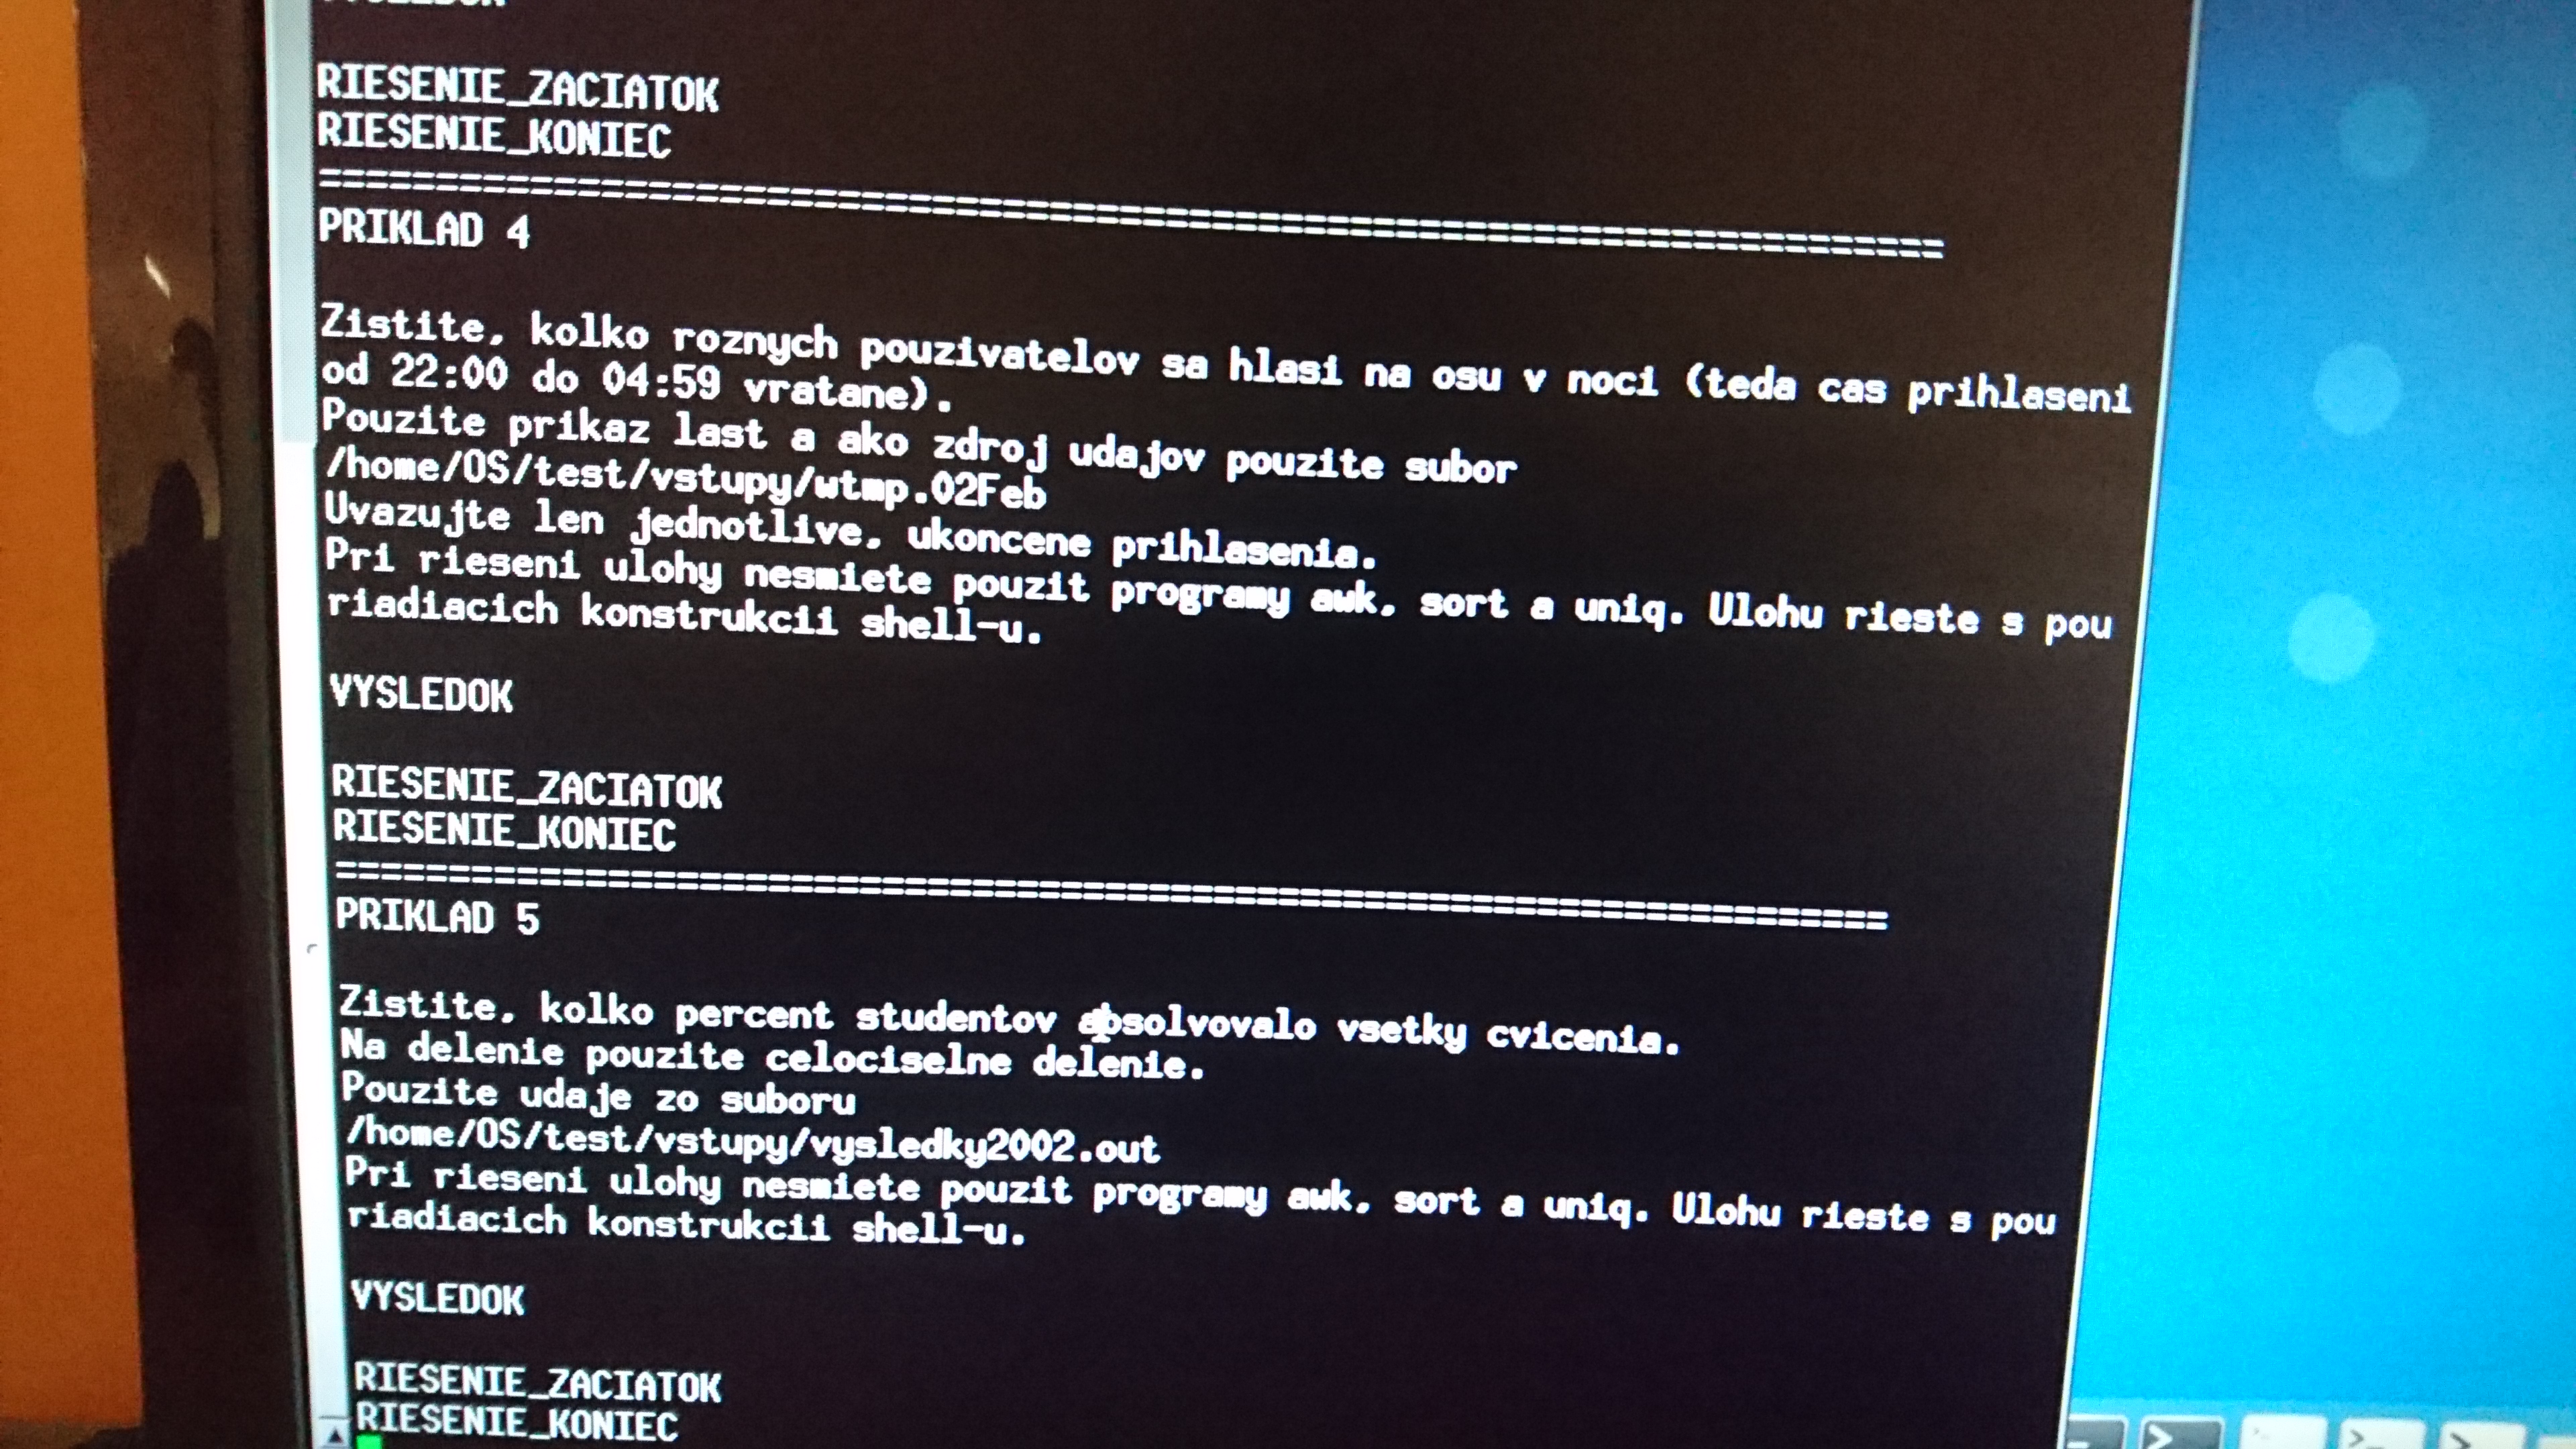 VYSLEDOK

RIESENIE_ZACIATOK
RIESENIE_KONIEC
=======================================================================
PRIKLAD 4

Zistite, kolko roznych pouzivatelov sa hlasi na osu v noci (teda cas prihlaseni
od 22:00 do 04:59 vratane).
Pouzite prikaz last a ako zdroj udajov pouzite subor
/home/OS/test/vstupy/wtmp.02Feb
Uvazujte len jednotlive, ukoncene prihlasenia.
Pri rieseni ulohy nesmiete pouzit programy awk, sort a uniq. Ulohu rieste s pou
riadiacich konstrukcii shell-u.

VYSLEDOK

RIESENIE_ZACIATOK
RIESENIE_KONIEC
=======================================================================
PRIKLAD 5

Zistite, kolko percent studentov absolvovalo vsetky cvicenia.
Na delenie pouzite celociselne delenie.
Pouzite udaje zo suboru
/home/OS/test/vstupy/vysledky2002.out
Pri rieseni ulohy nesmiete pouzit programy awk, sort a uniq. Ulohu rieste s pou
riadiacich konstrukcii shell-u.

VYSLEDOK

RIESENIE_ZACIATOK
RIESENIE_KONIEC